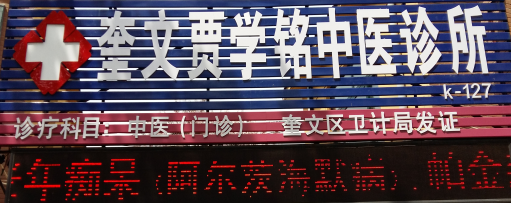 奎文贾学铭中医诊所
K-127
诊疗科目：中医（门诊） 奎文区卫计局发证
年痴呆（阿尔茨海默病），帕金